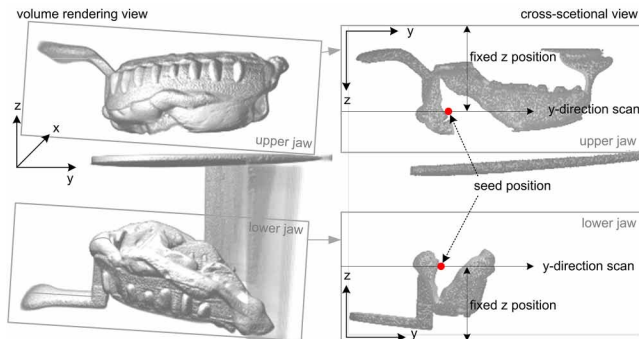 volume rendering view
cross-scetional view
y
fixed z position
z
y-direction scan
upper jaw
upper jaw
z
x
y
seed position
lower jaw
lower jaw
z
y-direction scan
fixed z position
y